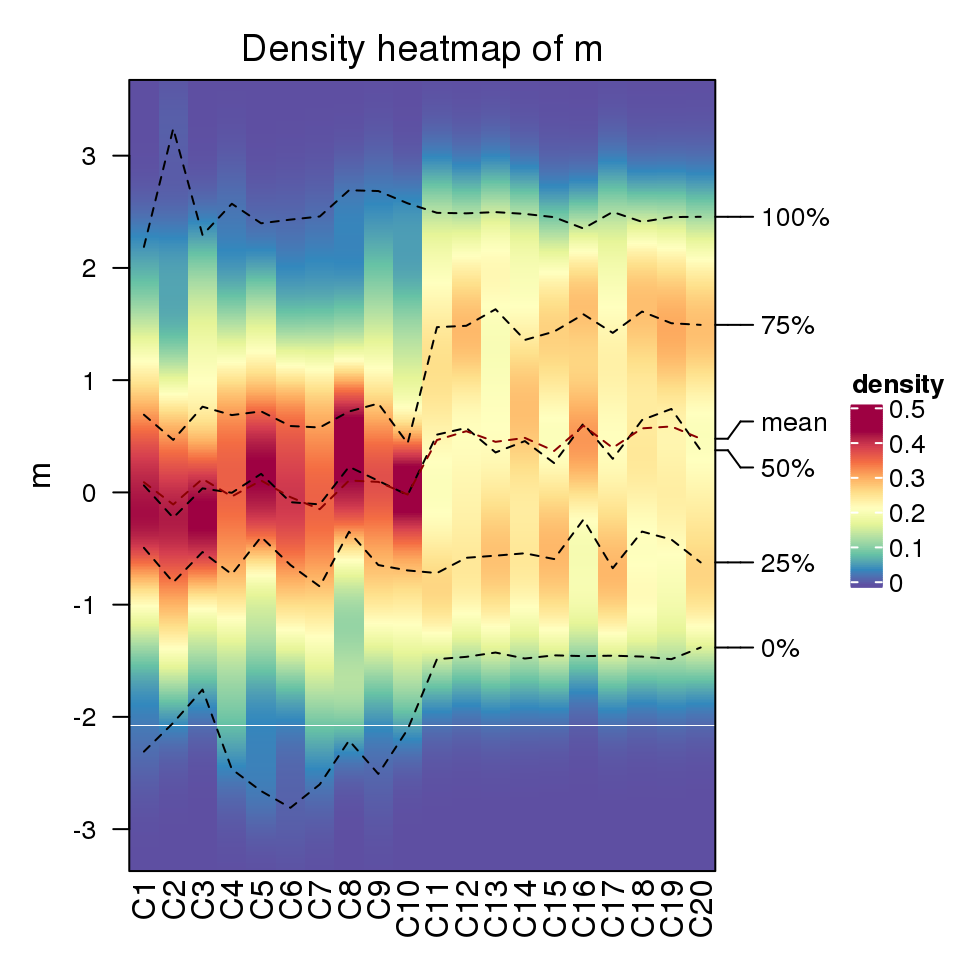 Density heatmap of m
m
3
2
1
0
-1
-2
-3
100%
75%
mean
50%
25%
0%
density
0.5
0.4
0.3
0.2
0.1
0
C1
C2
C3
C4
C5
C6
C7
C8
C9
C10
C11
C12
C13
C14
C15
C16
C17
C18
C19
C20